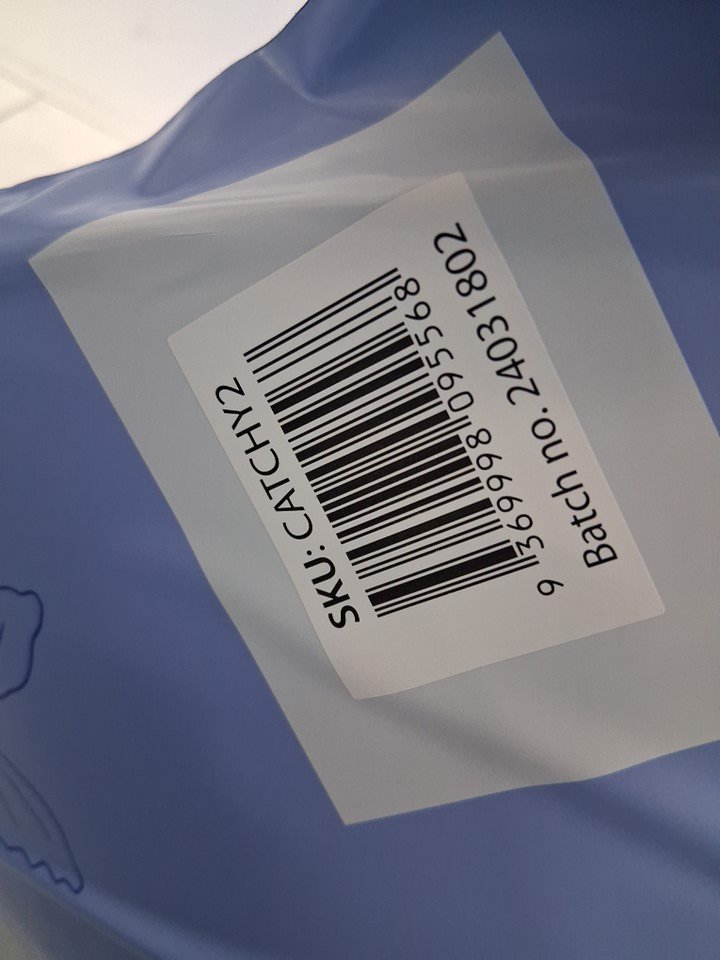 SKU: CATCHY2
9 369998 095568
Batch no. 24031802